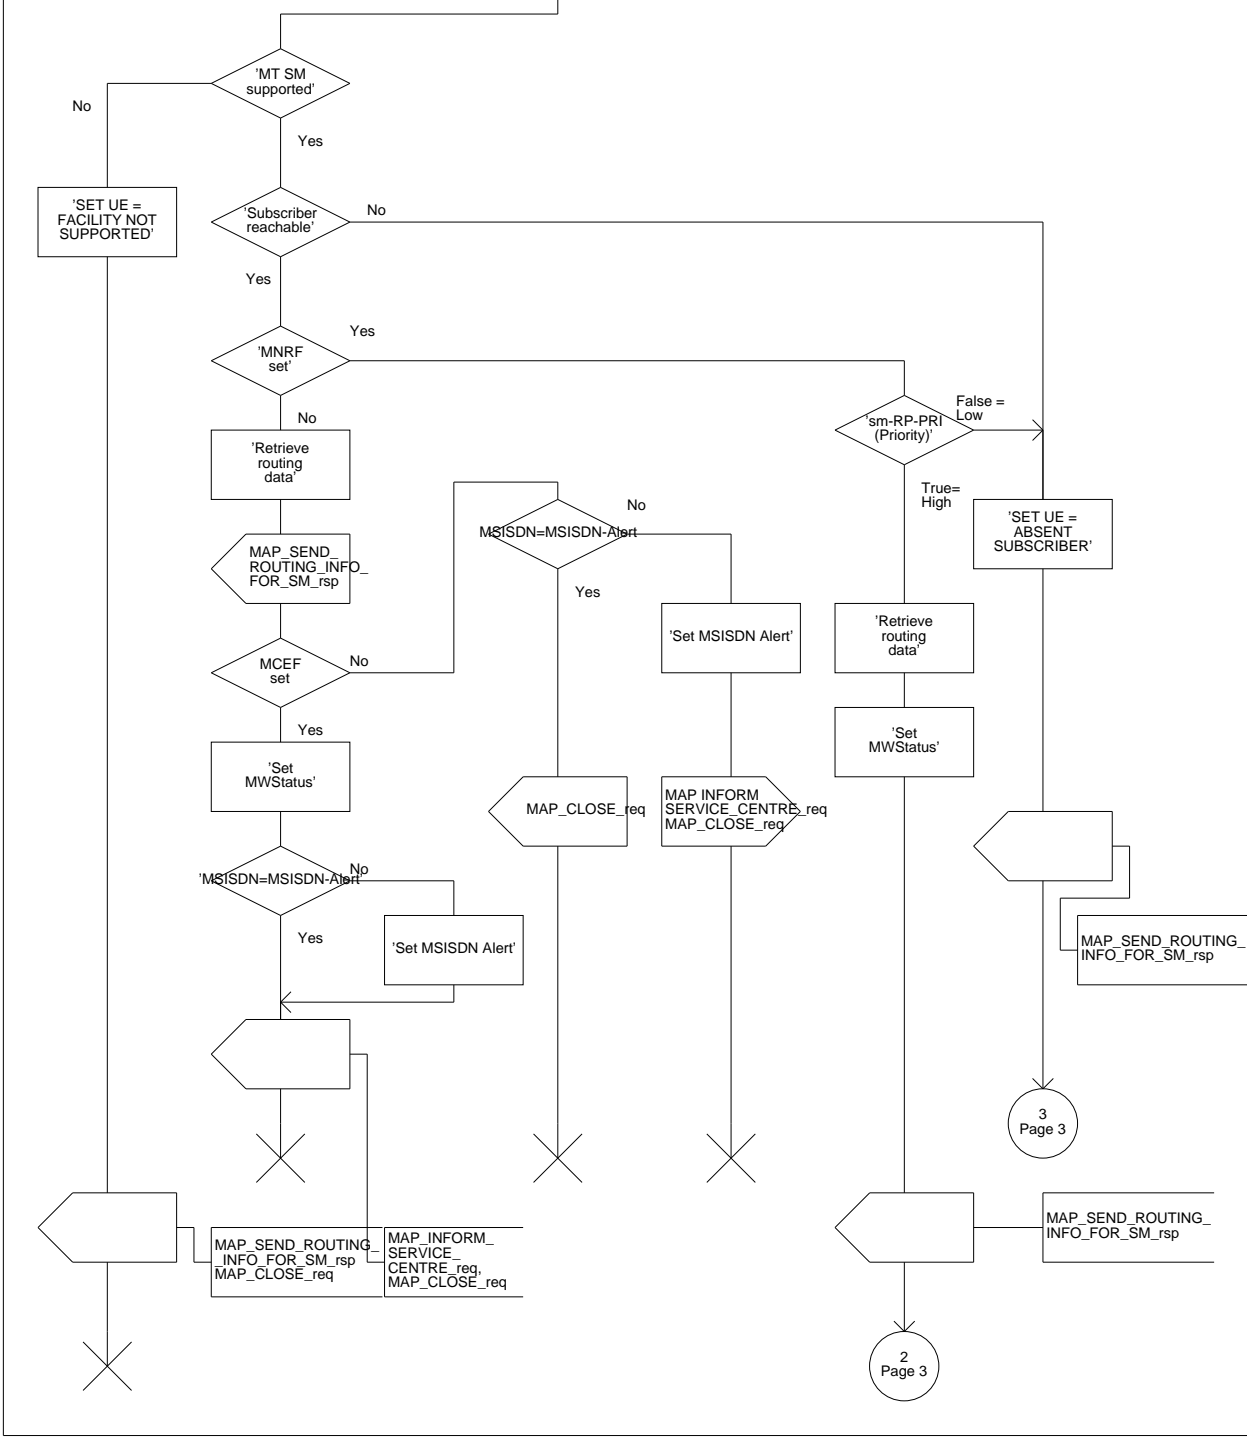 'MT SM
supported'
No
Yes
'SET UE =
FACILITY NOT
SUPPORTED'
'Subscriber
reachable'
No
Yes
'MNRF
set'
Yes
No
'sm-RP-PRI
(Priority)'
False =
Low
True=
High
'Retrieve
routing
data'
MSISDN=MSISDN-Alert
No
Yes
'SET UE =
ABSENT
SUBSCRIBER'
MAP_SEND_
ROUTING_INFO_
FOR_SM_rsp
'Set MSISDN Alert'
'Retrieve
routing
data'
MCEF
set
No
Yes
'Set
MWStatus'
'Set
MWStatus'
MAP_CLOSE_req
MAP INFORM
SERVICE_CENTRE_req
MAP_CLOSE_req
'MSISDN=MSISDN-Alert'
No
Yes
'Set MSISDN Alert'
MAP_SEND_ROUTING_
INFO_FOR_SM_rsp
3
Page 3
MAP_SEND_ROUTING_
_INFO_FOR_SM_rsp
MAP_CLOSE_req
MAP_INFORM_
SERVICE_
CENTRE_req,
MAP_CLOSE_req
MAP_SEND_ROUTING_
INFO_FOR_SM_rsp
2
Page 3